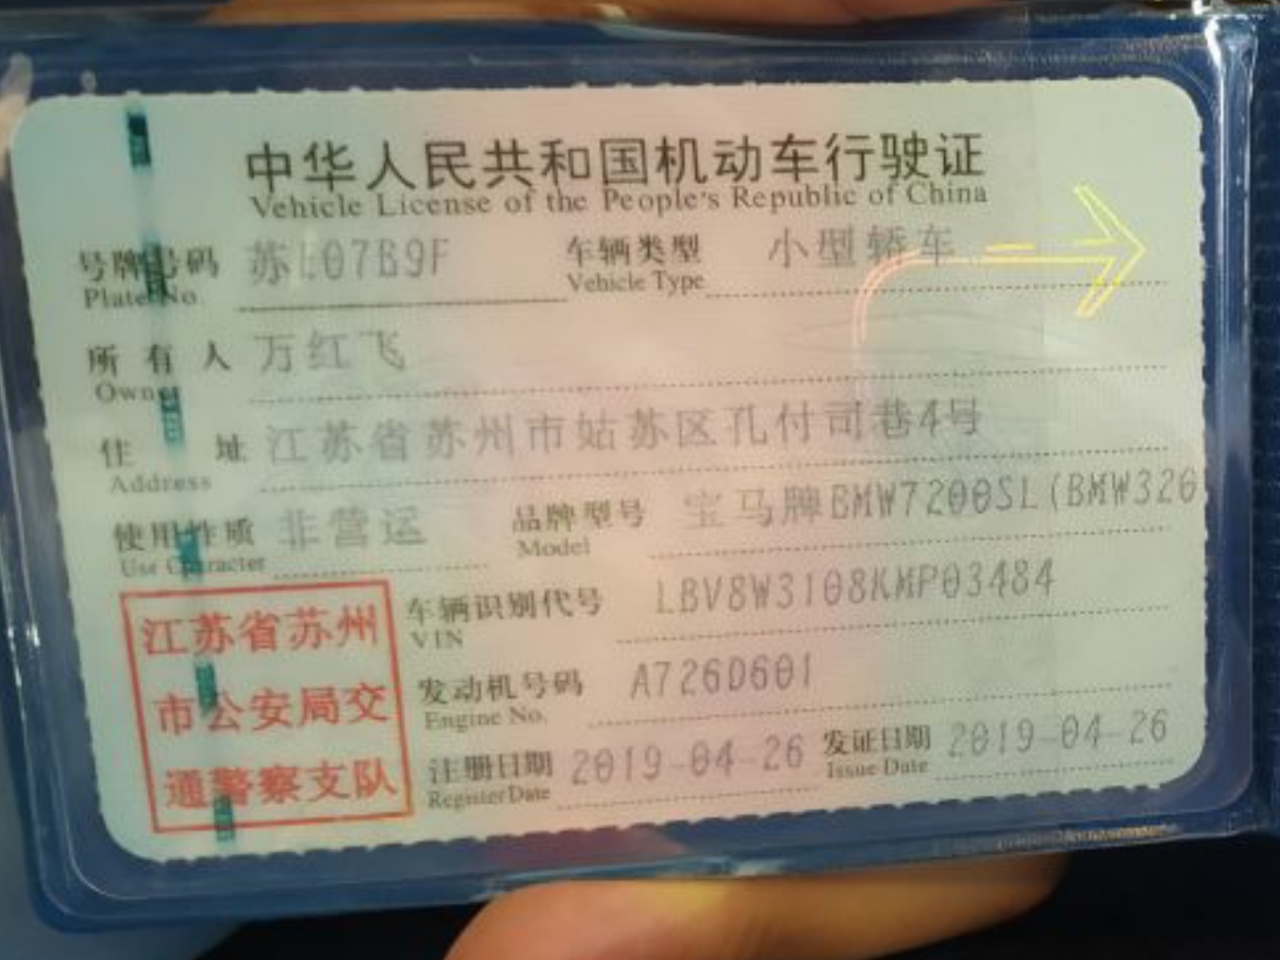 中华人民共和国机动车行驶证
Vehicle License of the People's Republic of China
号牌号码 苏E07B9F 车辆类型 小型轿车
Plate No. Vehicle Type
所有人 万红飞
Owner
住址 江苏省苏州市姑苏区孔付司巷4号
Address
使用性质 非营运 品牌型号 宝马牌BMW7200SL(BMW320
Use Character Model
车辆识别代号 LBV8W3108KMP03484
VIN
发动机号码 A726D601
Engine No.
注册日期 2019-04-26 发证日期 2019-04-26
Register Date Issue Date
江苏省苏州
市公安局交
通警察支队